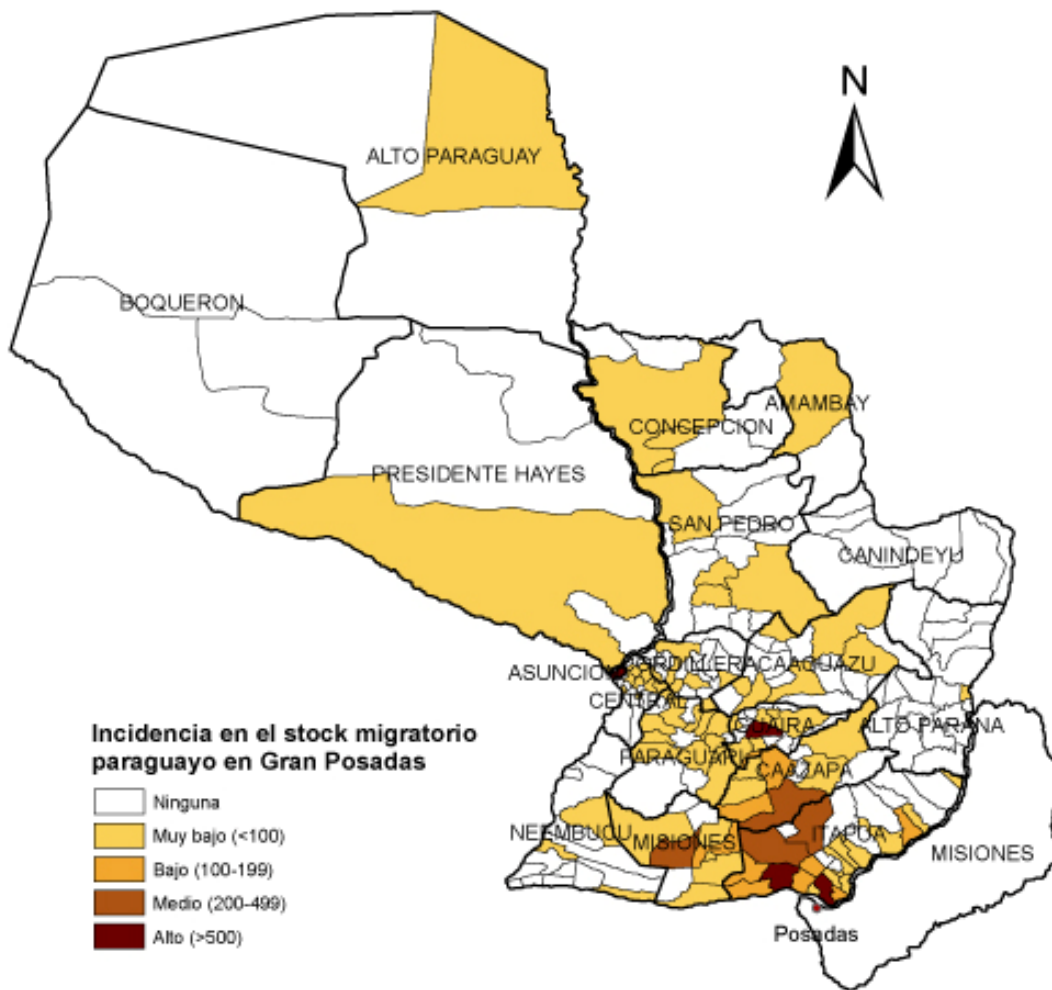 N
ALTO PARAGUAY
BOQUERON
AMAMBAY
CONCEPCION
PRESIDENTE HAYES
SAN PEDRO
CANINDEYU
ASUNCION
CORDILLERA
CAAGUAZU
CENTRAL
GUAIRA
ALTO PARANA
Incidencia en el stock migratorio
paraguayo en Gran Posadas
PARAGUARI
CAAZAPA
Ninguna
Muy bajo (<100)
ÑEEMBUCU
MISIONES
ITAPUA
MISIONES
Bajo (100-199)
Medio (200-499)
Posadas
Alto (>500)